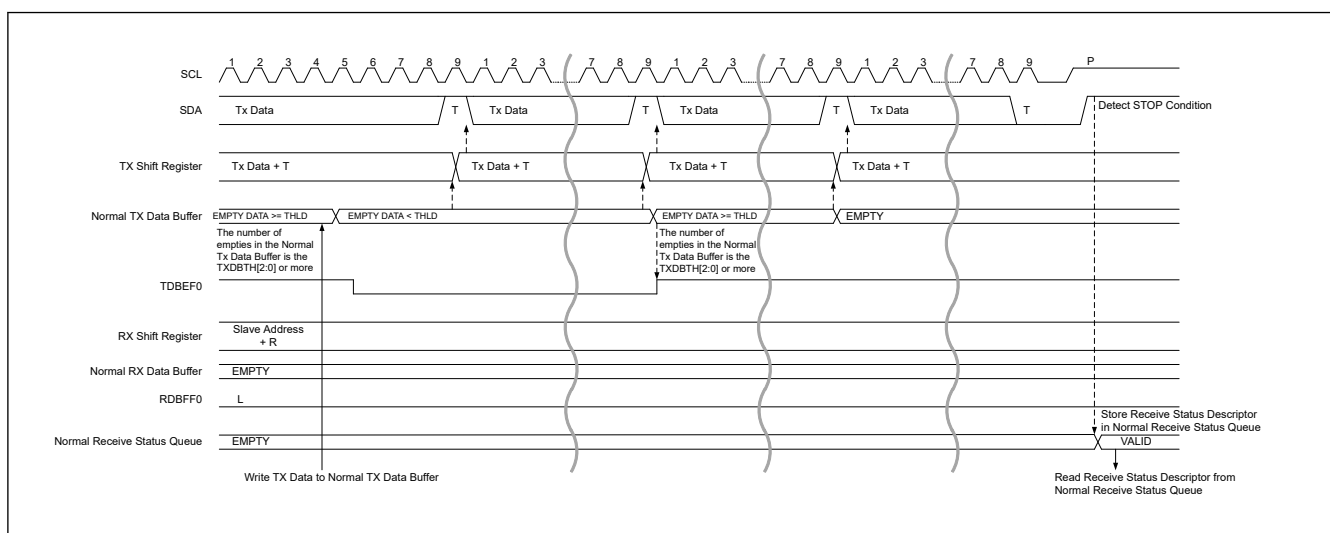 1 2 3 4 5 6 7 8 9 1 2 3 7 8 9 1 2 3 7 8 9 1 2 3 7 8 9 P
SCL
SDA Tx Data T Tx Data T Tx Data T Tx Data T Detect STOP Condition
TX Shift Register Tx Data + T Tx Data + T Tx Data + T Tx Data + T
Normal TX Data Buffer EMPTY DATA >= THLD EMPTY DATA < THLD EMPTY DATA >= THLD EMPTY
The number of
empties in the Normal
Tx Data Buffer is the
TXDBTH[2:0] or more
The number of
empties in the Normal
Tx Data Buffer is the
TXDBTH[2:0] or more
TDBEF0
RX Shift Register
Slave Address
+ R
Normal RX Data Buffer EMPTY
RDBFF0 L
Store Receive Status Descriptor
in Normal Receive Status Queue
Normal Receive Status Queue EMPTY VALID
Write TX Data to Normal TX Data Buffer
Read Receive Status Descriptor from
Normal Receive Status Queue